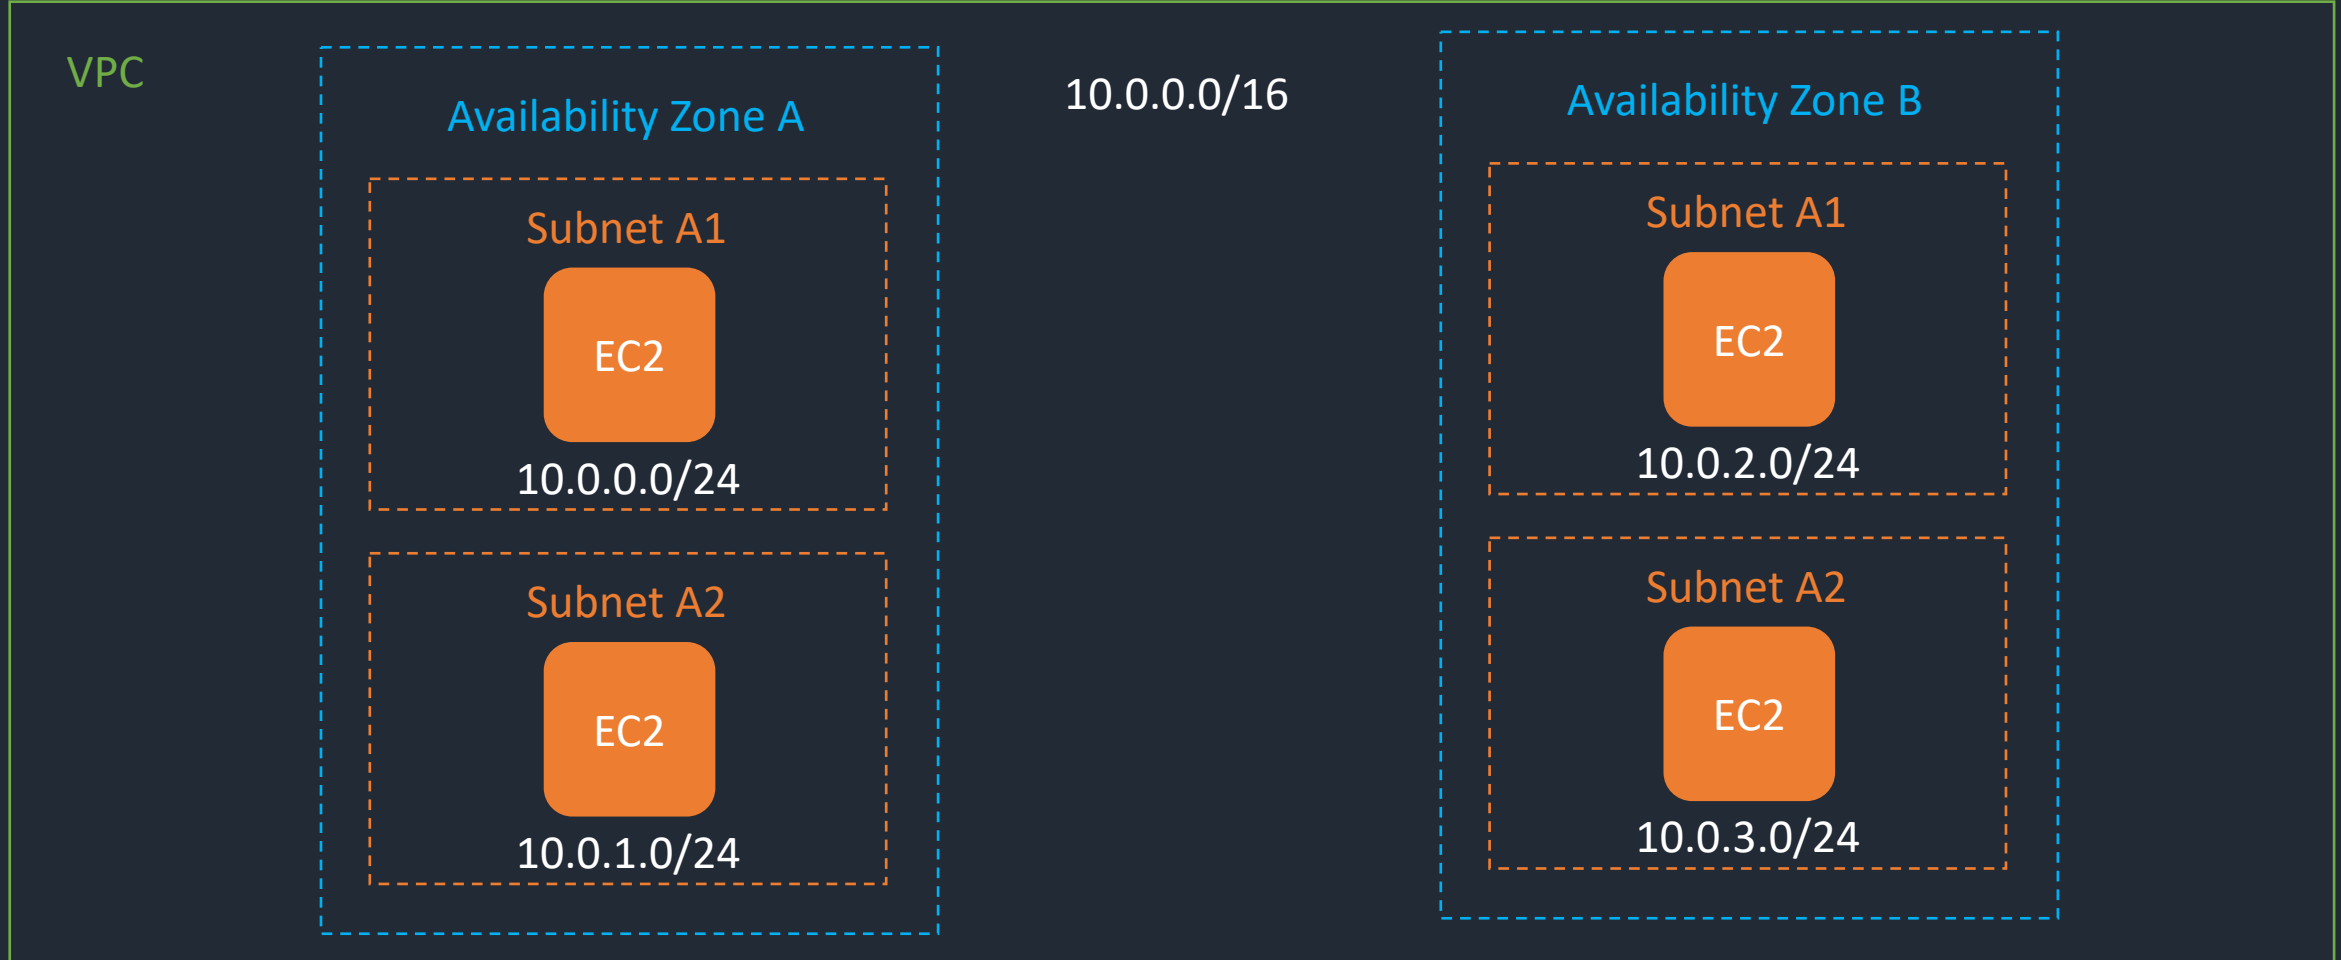 VPC
Availability Zone A
Subnet A1
EC2
10.0.0.0/24
Subnet A2
EC2
10.0.1.0/24
10.0.0.0/16
Availability Zone B
Subnet A1
EC2
10.0.2.0/24
Subnet A2
EC2
10.0.3.0/24